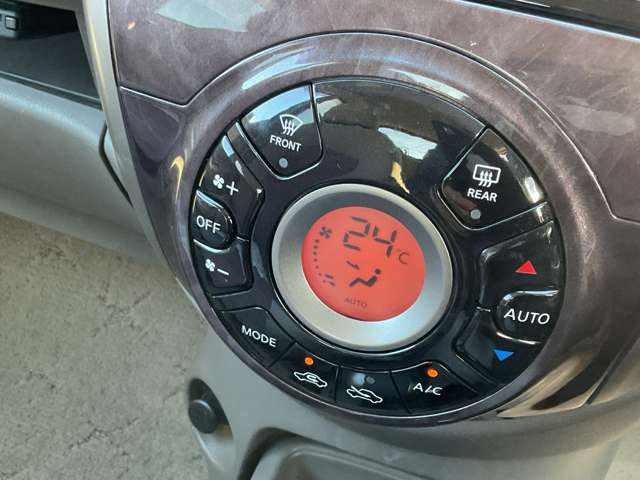 FRONT
REAR
+
OFF
−
24°C
AUTO
AUTO
MODE
A/C